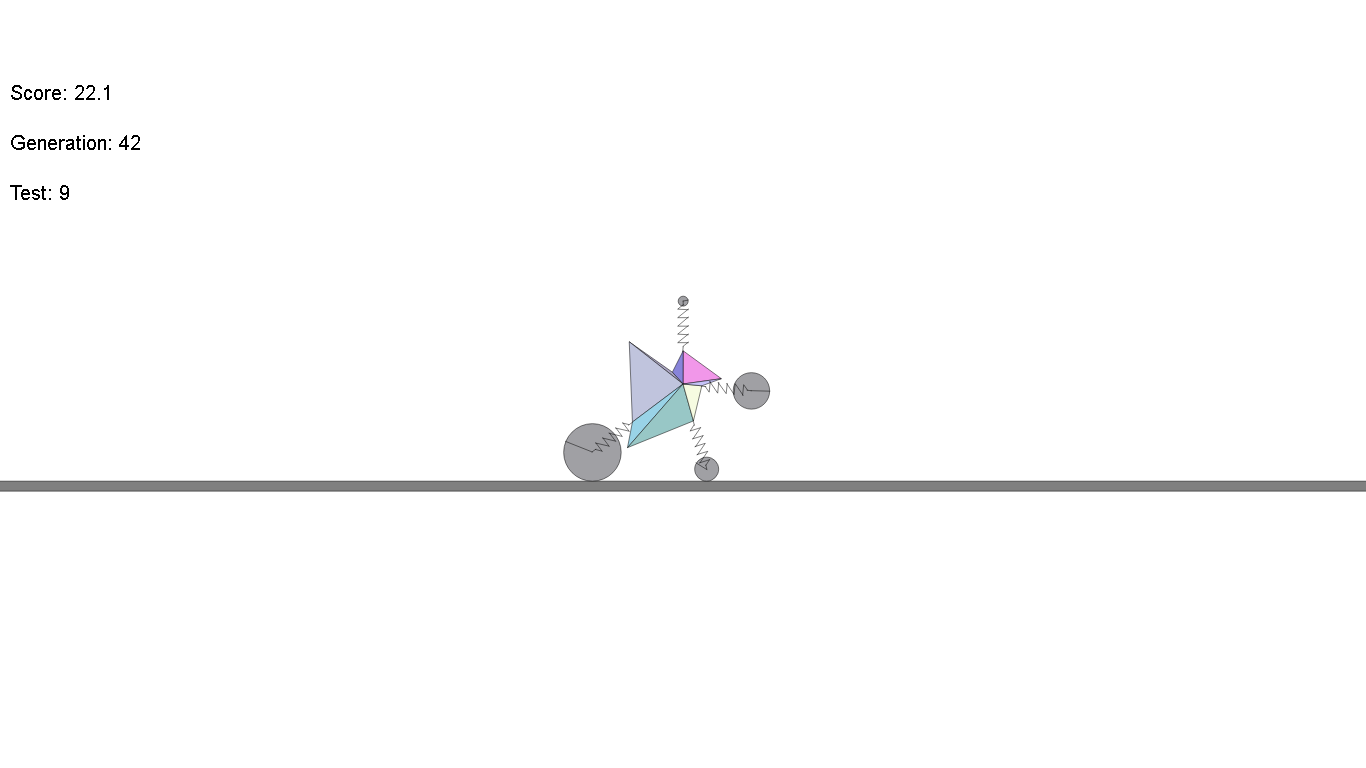 Score: 22.1
Generation: 42
Test: 9